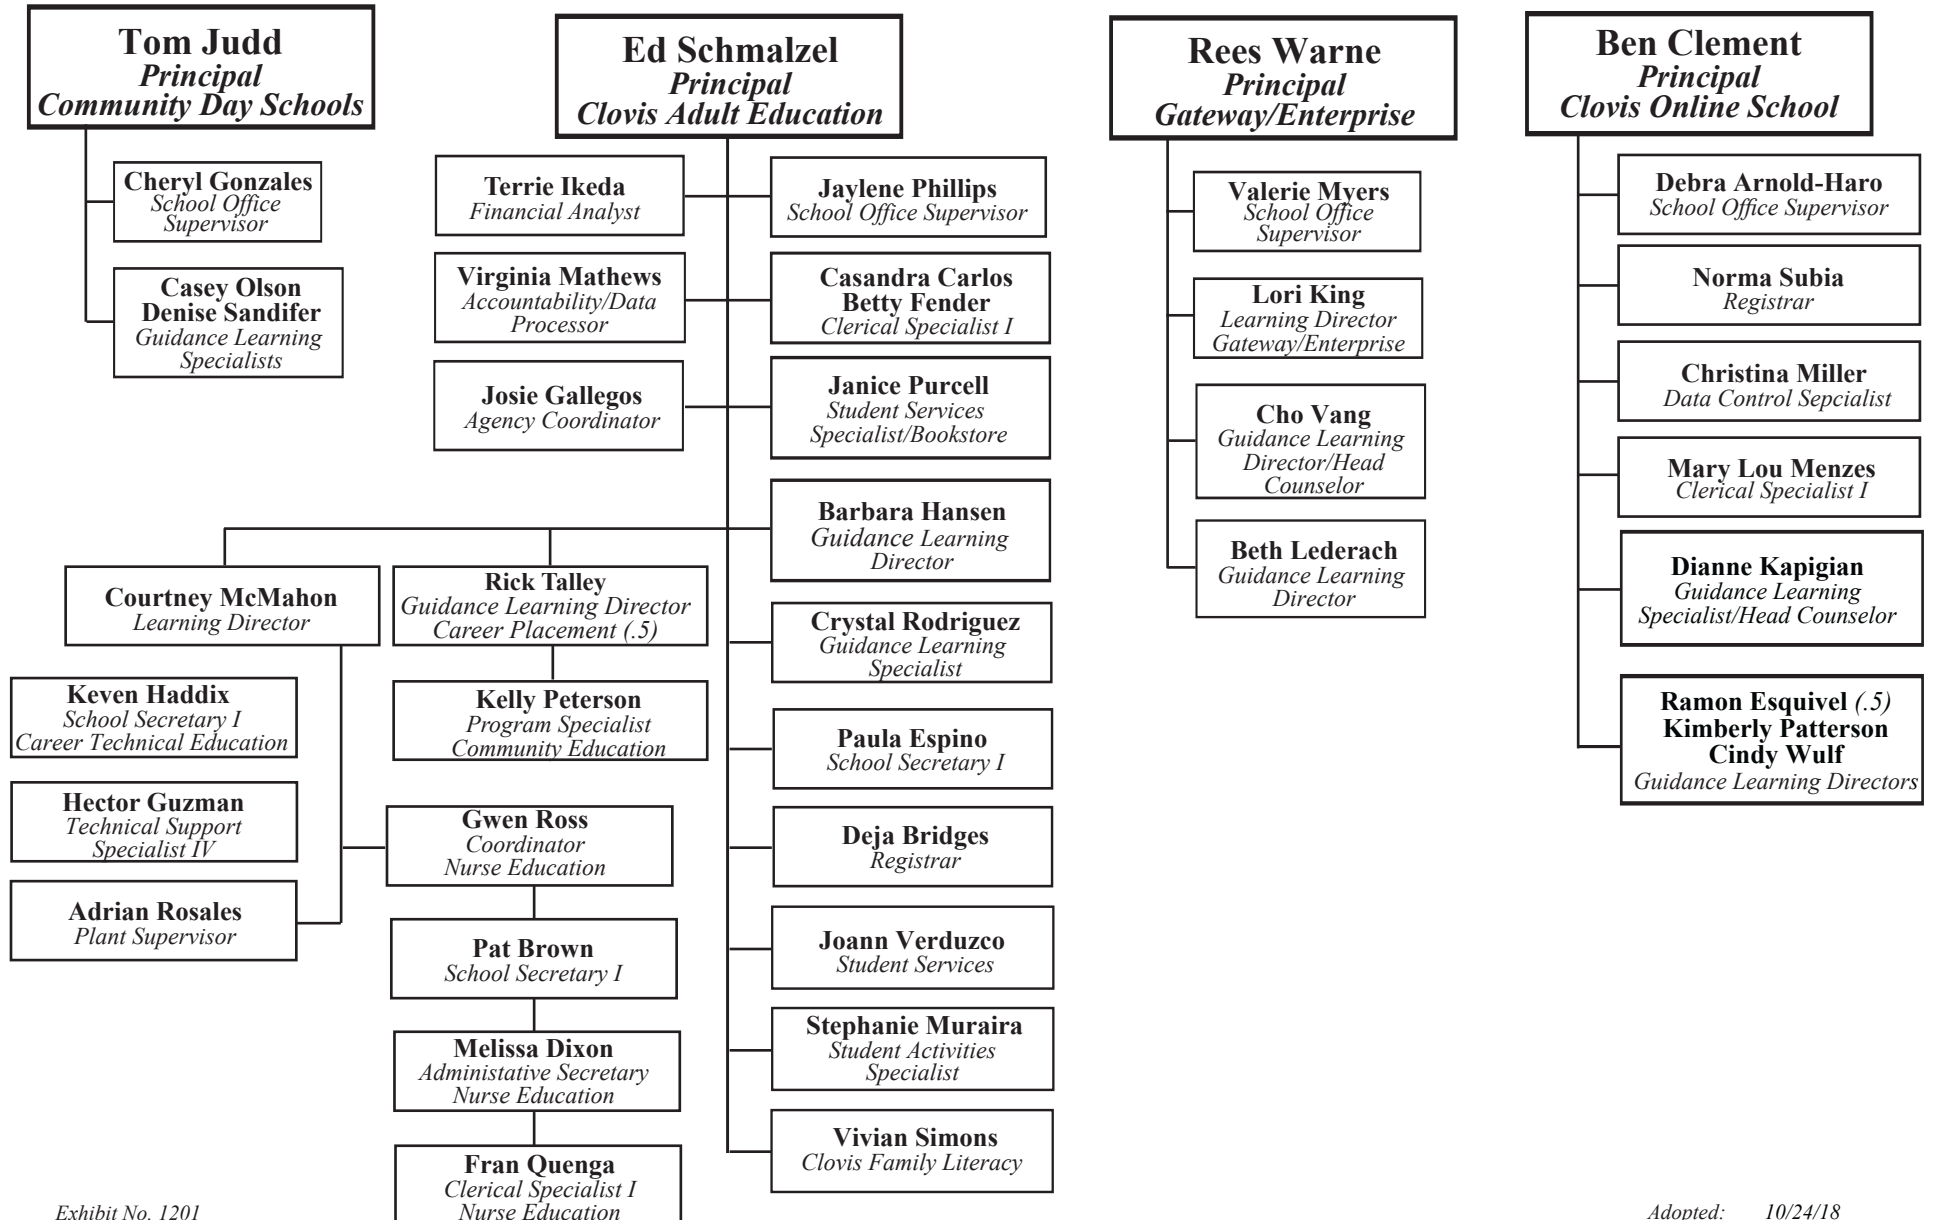 Tom Judd
Principal
Community Day Schools
Cheryl Gonzales
School Office
Supervisor
Casey Olson
Denise Sandifer
Guidance Learning
Specialists
Ed Schmalzel
Principal
Clovis Adult Education
Terrie Ikeda
Financial Analyst
Jaylene Phillips
School Office Supervisor
Virginia Mathews
Accountability/Data
Processor
Casandra Carlos
Betty Fender
Clerical Specialist I
Josie Gallegos
Agency Coordinator
Janice Purcell
Student Services
Specialist/Bookstore
Barbara Hansen
Guidance Learning
Director
Courtney McMahon
Learning Director
Rick Talley
Guidance Learning Director
Career Placement (.5)
Keven Haddix
School Secretary I
Career Technical Education
Kelly Peterson
Program Specialist
Community Education
Hector Guzman
Technical Support
Specialist IV
Gwen Ross
Coordinator
Nurse Education
Adrian Rosales
Plant Supervisor
Pat Brown
School Secretary I
Melissa Dixon
Administative Secretary
Nurse Education
Fran Quenga
Clerical Specialist I
Nurse Education
Crystal Rodriguez
Guidance Learning
Specialist
Paula Espino
School Secretary I
Deja Bridges
Registrar
Joann Verduzco
Student Services
Stephanie Muraira
Student Activities
Specialist
Vivian Simons
Clovis Family Literacy
Rees Warne
Principal
Gateway/Enterprise
Valerie Myers
School Office
Supervisor
Lori King
Learning Director
Gateway/Enterprise
Cho Vang
Guidance Learning
Director/Head
Counselor
Beth Lederach
Guidance Learning
Director
Ben Clement
Principal
Clovis Online School
Debra Arnold-Haro
School Office Supervisor
Norma Subia
Registrar
Christina Miller
Data Control Sepcialist
Mary Lou Menzes
Clerical Specialist I
Dianne Kapigian
Guidance Learning
Specialist/Head Counselor
Ramon Esquivel (.5)
Kimberly Patterson
Cindy Wulf
Guidance Learning Directors
Exhibit No. 1201
Adopted: 10/24/18